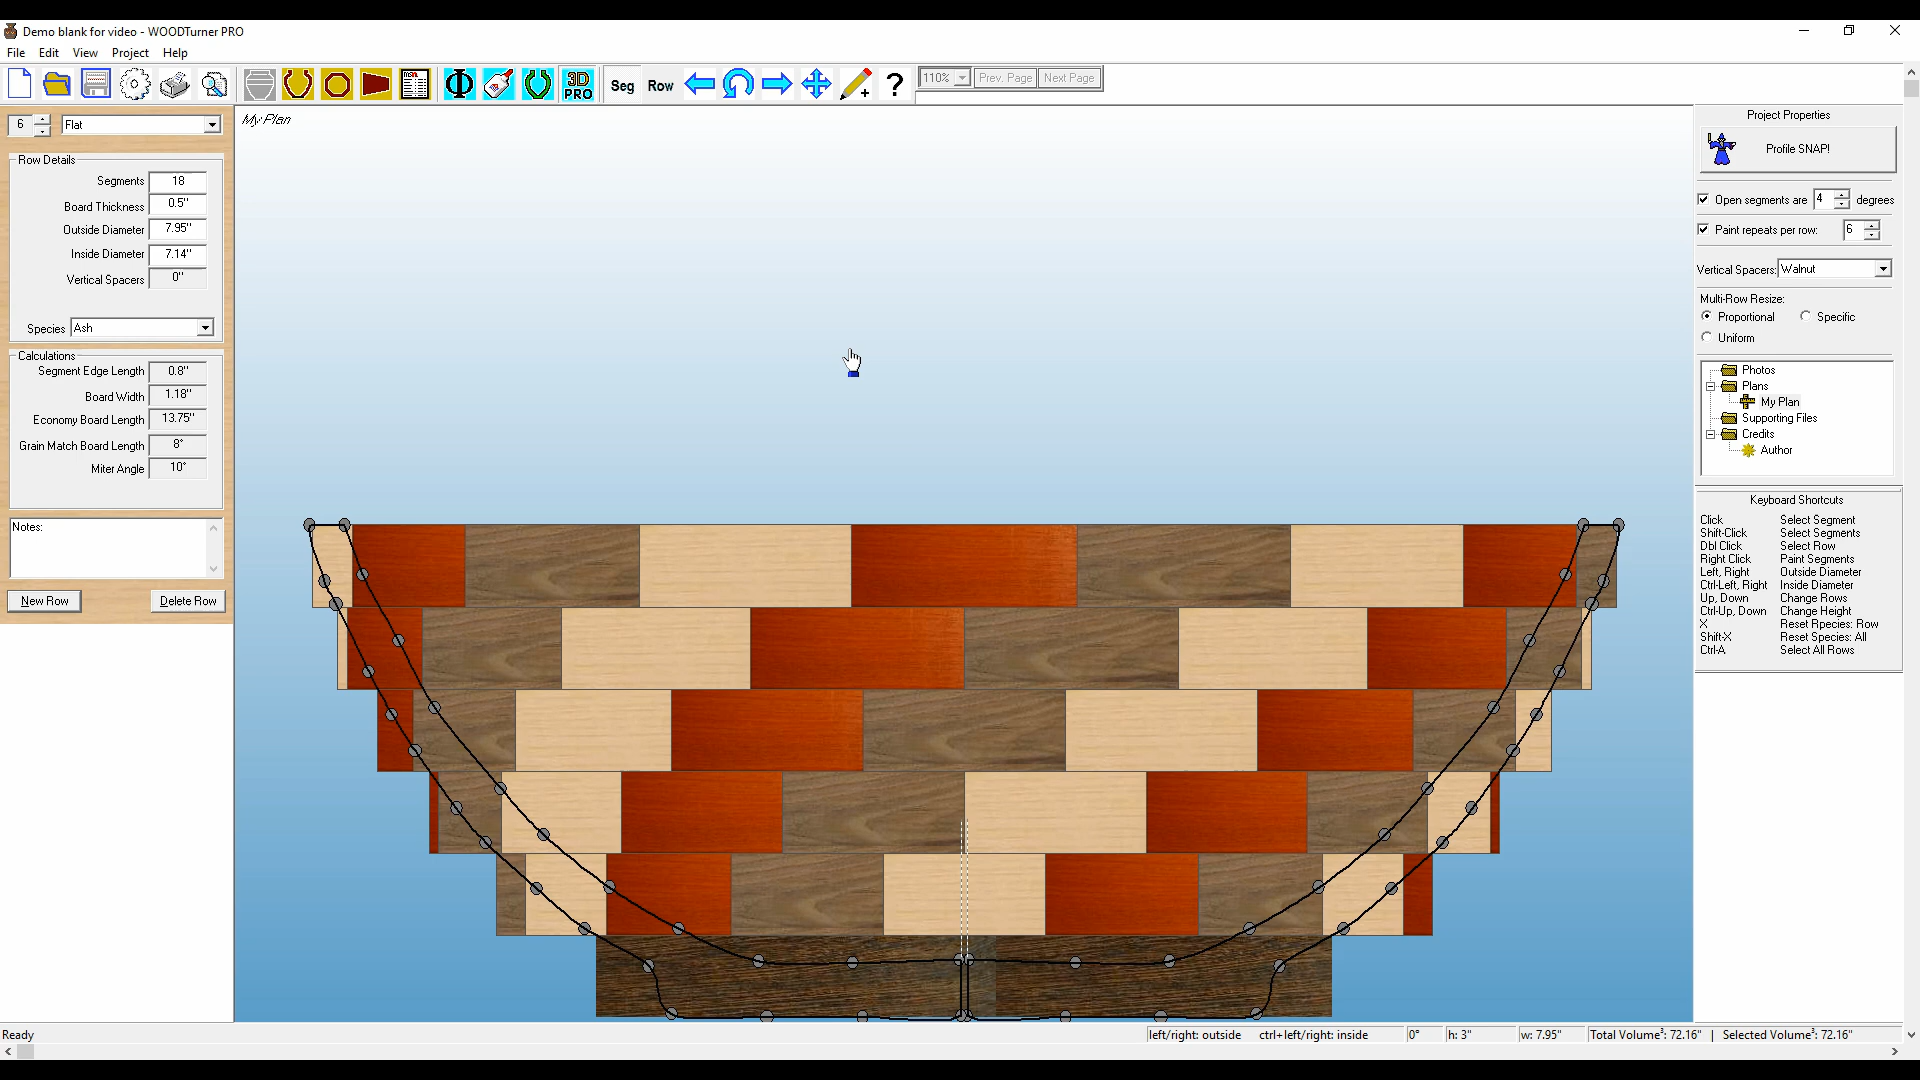 Demo blank for video - WOODTurner PRO
File Edit View Project Help
3D PRO Seg Row ? 110% Prev. Page Next Page
6 Flat
My Plan
Row Details
Segments 18
Board Thickness 0.5"
Outside Diameter 7.95"
Inside Diameter 7.14"
Vertical Spacers 0"
Species Ash
Calculations
Segment Edge Length 0.8"
Board Width 1.18"
Economy Board Length 13.75"
Grain Match Board Length 8"
Miter Angle 10°
Notes:
New Row Delete Row
Project Properties
Profile SNAP!
Open segments are 4 degrees
Paint repeats per row: 6
Vertical Spacers: Walnut
Multi-Row Resize:
Proportional Specific
Uniform
Photos
Plans
My Plan
Supporting Files
Credits
Author
Keyboard Shortcuts
Click Select Segment
Shift-Click Select Segments
Dbl Click Select Row
Right Click Paint Segments
Left, Right Outside Diameter
Ctrl-Left, Right Inside Diameter
Up, Down Change Rows
Ctrl-Up, Down Change Height
X Reset Rpecies: Row
Shift-X Reset Species: All
Ctrl-A Select All Rows
Ready left/right: outside ctrl+left/right: inside 0° h: 3" w: 7.95" Total Volume³: 72.16" | Selected Volume³: 72.16"